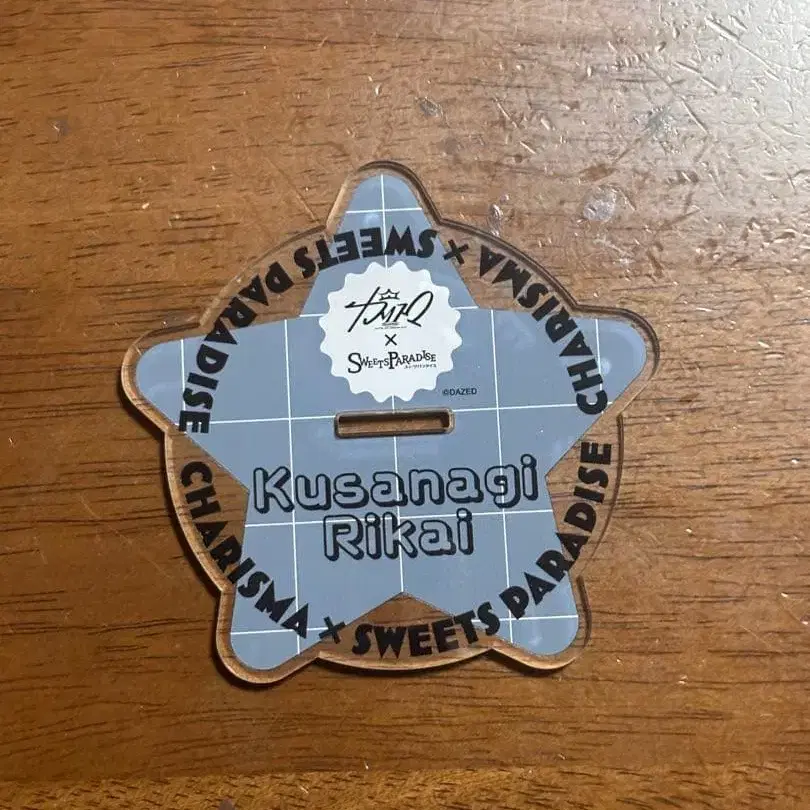 カリスマ
×
SWEETS PARADISE
スイーツパラダイス
©DAZED
Kusanagi
Rikai
CHARISMA × SWEETS PARADISE
CHARISMA × SWEETS PARADISE